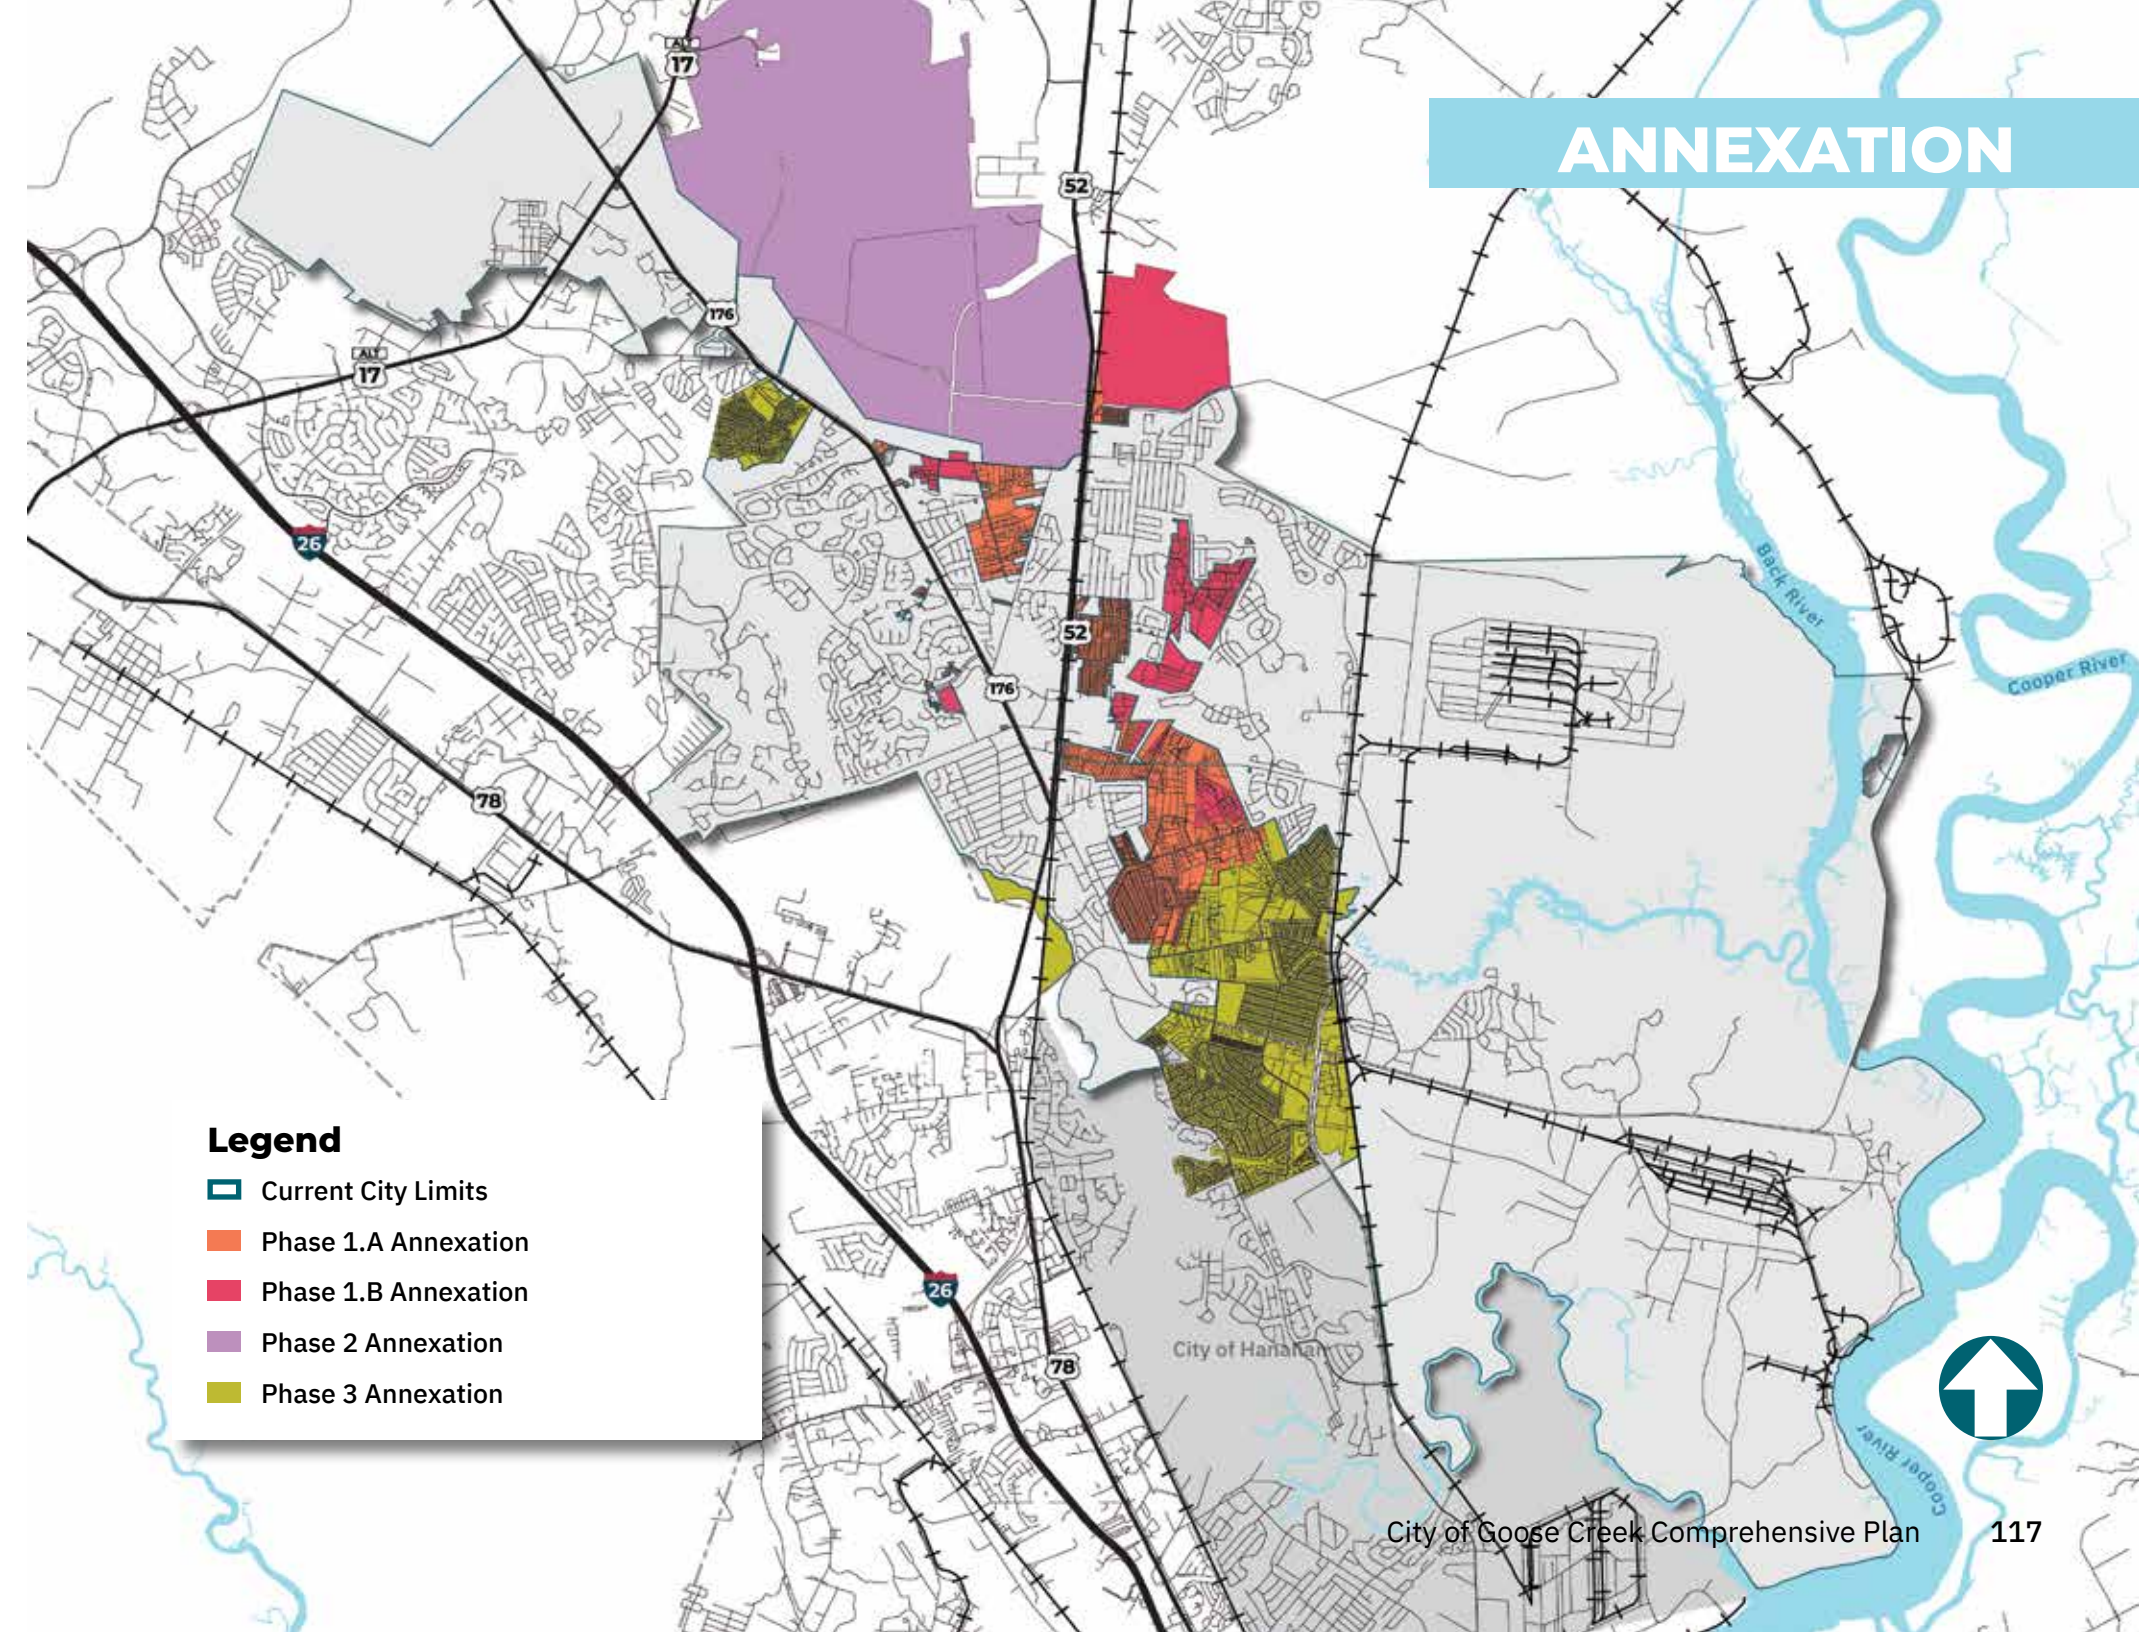 ALT
17
52
ANNEXATION
176
ALT
17
26
Back River
52
Cooper River
176
78
Legend
Current City Limits
Phase 1.A Annexation
Phase 1.B Annexation
Phase 2 Annexation
Phase 3 Annexation
26
City of Hanahan
78
Cooper River
City of Goose Creek Comprehensive Plan 117